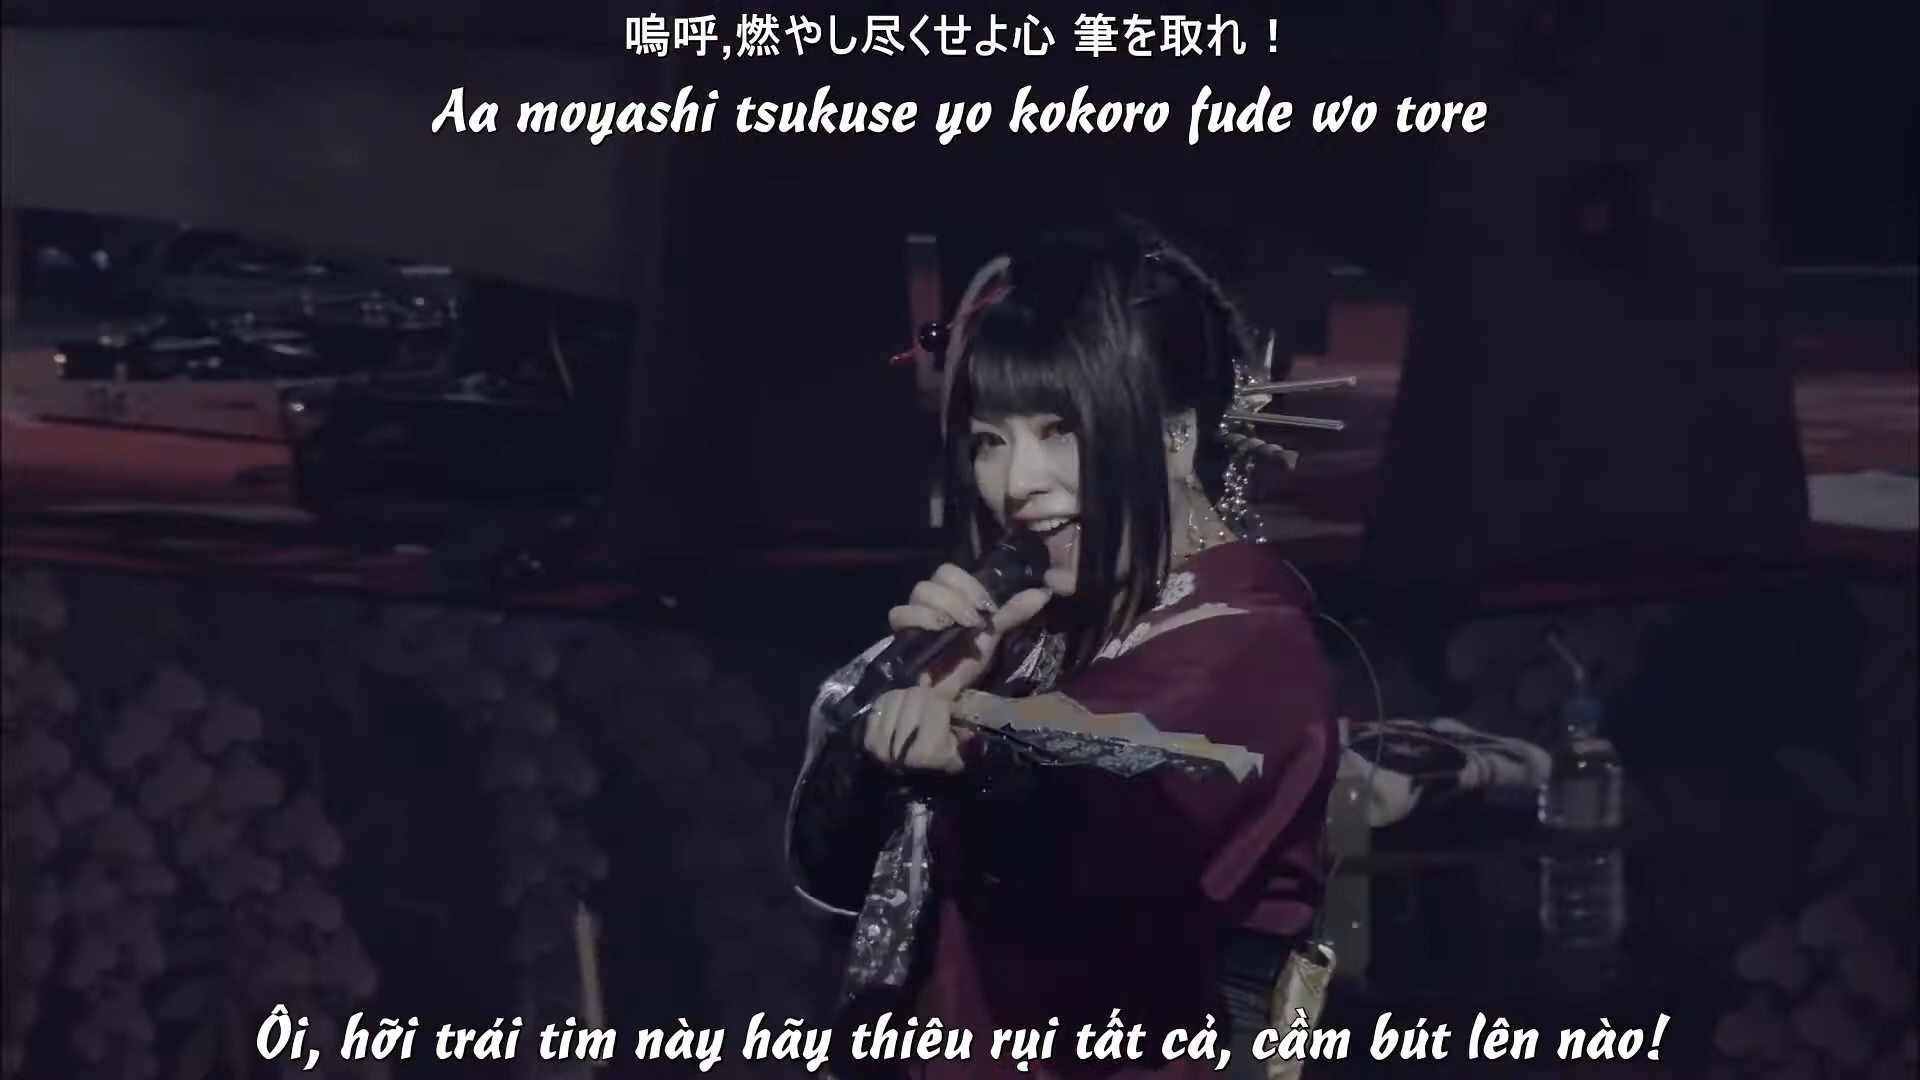 嗚呼,燃やし尽くせよ心 筆を取れ！
Aa moyashi tsukuse yo kokoro fude wo tore
Ôi, hỡi trái tim này hãy thiêu rụi tất cả, cầm bút lên nào!